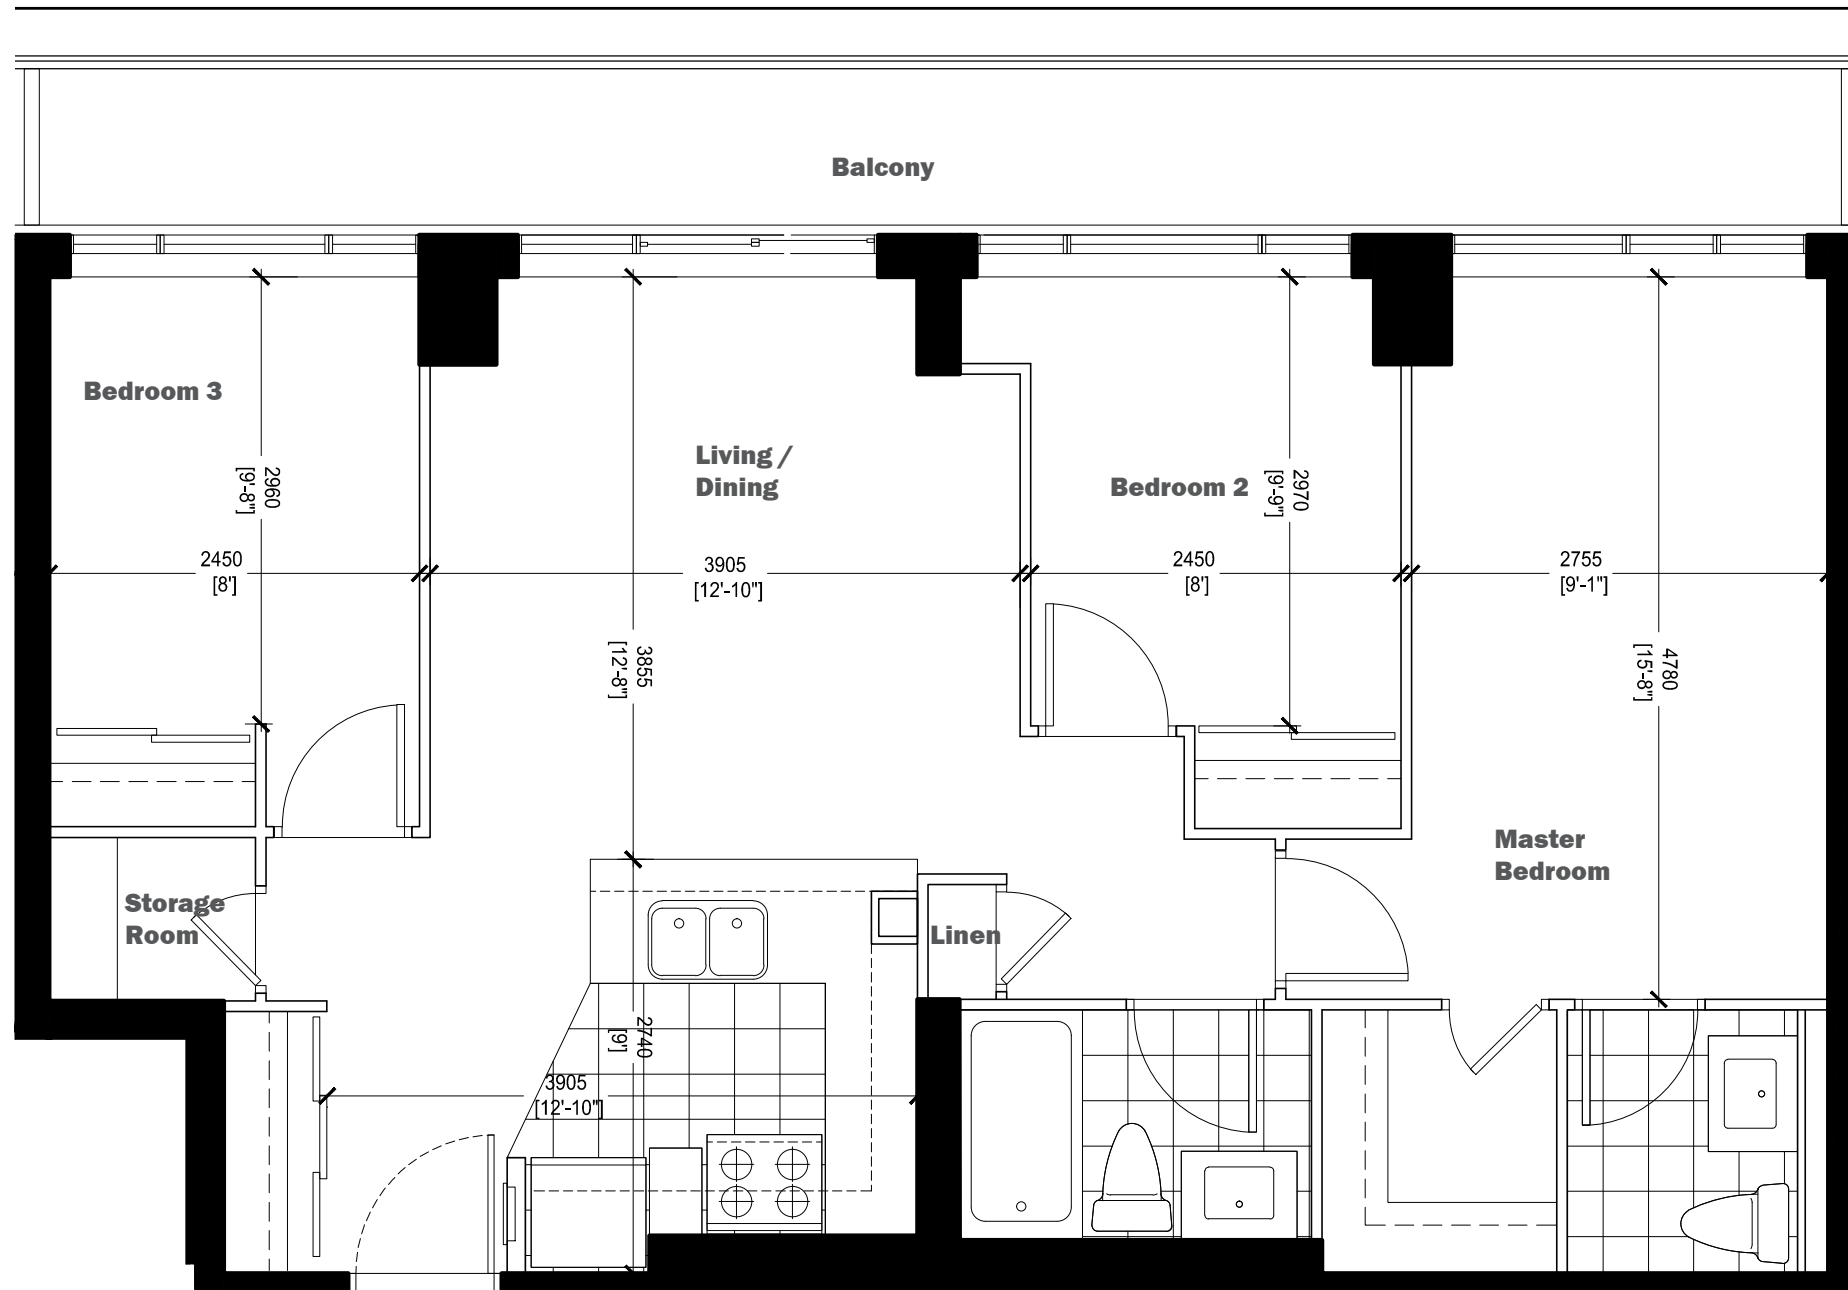 Balcony
Bedroom 3
Living /
Dining
Bedroom 2
2960
[9'-8"]
2970
[9'-9"]
2450
[8']
3905
[12'-10"]
2450
[8']
2755
[9'-1"]
3855
[12'-8"]
4780
[15'-8"]
Master
Bedroom
Storage
Room
Linen
2740
[9']
3905
[12'-10"]